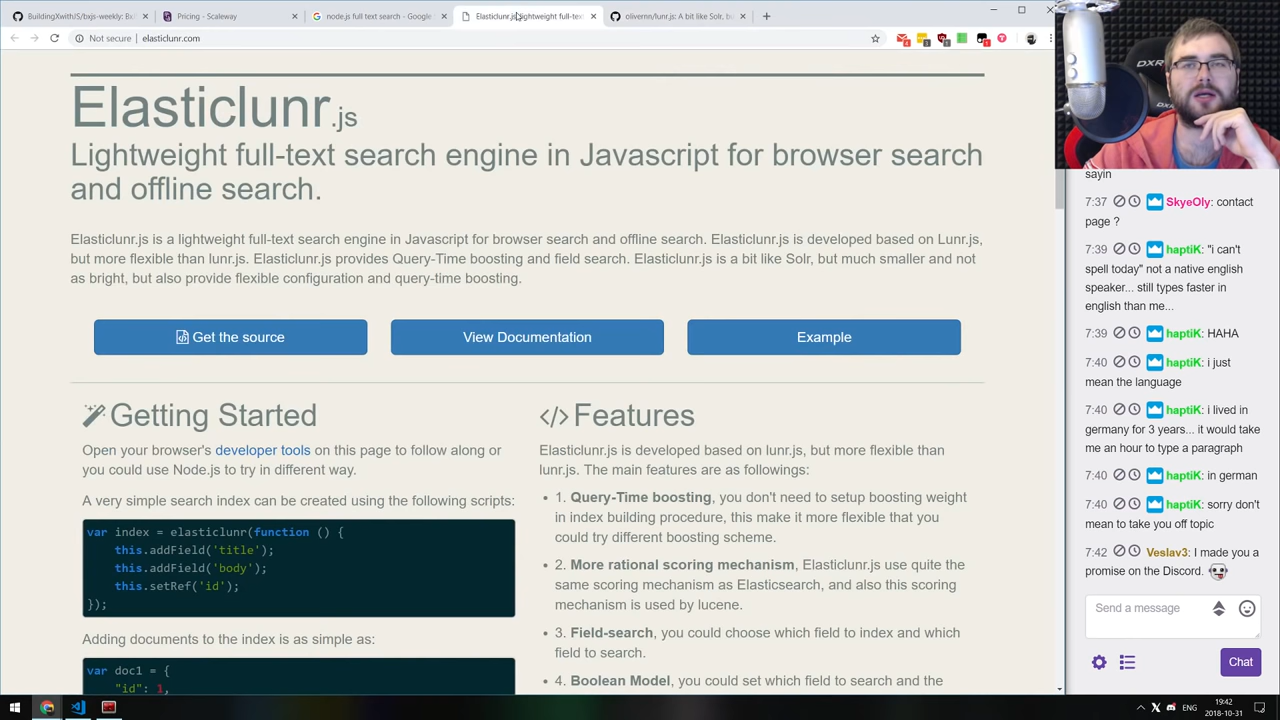 BuildingXwithJS/bxjs-weekly: Bx
Pricing - Scaleway
node.js full text search - Google
Elasticlunr.js, lightweight full-text
olivernn/lunr.js: A bit like Solr, bu
Not secure | elasticlunr.com
Elasticlunr.js
Lightweight full-text search engine in Javascript for browser search
and offline search.
Elasticlunr.js is a lightweight full-text search engine in Javascript for browser search and offline search. Elasticlunr.js is developed based on Lunr.js,
but more flexible than lunr.js. Elasticlunr.js provides Query-Time boosting and field search. Elasticlunr.js is a bit like Solr, but much smaller and not
as bright, but also provide flexible configuration and query-time boosting.
Get the source
View Documentation
Example
Getting Started
Open your browser's developer tools on this page to follow along or
you could use Node.js to try in different way.
A very simple search index can be created using the following scripts:
var index = elasticlunr(function () {
this.addField('title');
this.addField('body');
this.setRef('id');
});
Adding documents to the index is as simple as:
var doc1 = {
"id": 1,
</> Features
Elasticlunr.js is developed based on lunr.js, but more flexible than
lunr.js. The main features are as followings:
• 1. Query-Time boosting, you don't need to setup boosting weight
in index building procedure, this make it more flexible that you
could try different boosting scheme.
• 2. More rational scoring mechanism, Elasticlunr.js use quite the
same scoring mechanism as Elasticsearch, and also this scoring
mechanism is used by lucene.
• 3. Field-search, you could choose which field to index and which
field to search.
• 4. Boolean Model, you could set which field to search and the
DXR
sayin
7:37 SkyeOly: contact
page ?
7:39 haptiK: "i can't
spell today" not a native english
speaker... still types faster in
english than me...
7:39 haptiK: HAHA
7:40 haptiK: i just
mean the language
7:40 haptiK: i lived in
germany for 3 years... it would take
me an hour to type a paragraph
7:40 haptiK: in german
7:40 haptiK: sorry don't
mean to take you off topic
7:42 Veslav3: I made you a
promise on the Discord.
Send a message
Chat
ENG
19:42
2018-10-31